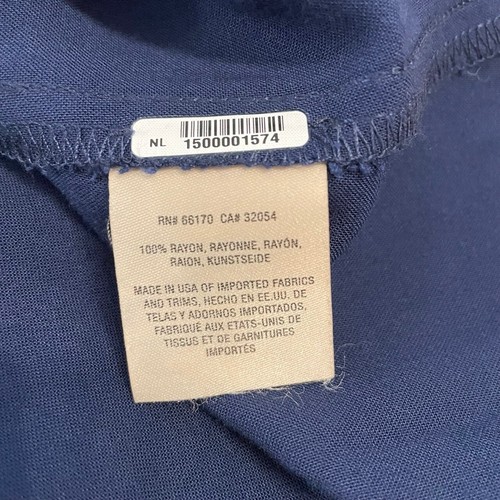 NL 1500001574
RN# 66170 CA# 32054
100% RAYON, RAYONNE, RAYÓN,
RAION, KUNSTSEIDE
MADE IN USA OF IMPORTED FABRICS
AND TRIMS, HECHO EN EE.UU. DE
TELAS Y ADORNOS IMPORTADOS,
FABRIQUÉ AUX ETATS-UNIS DE
TISSUS ET DE GARNITURES
IMPORTÉS